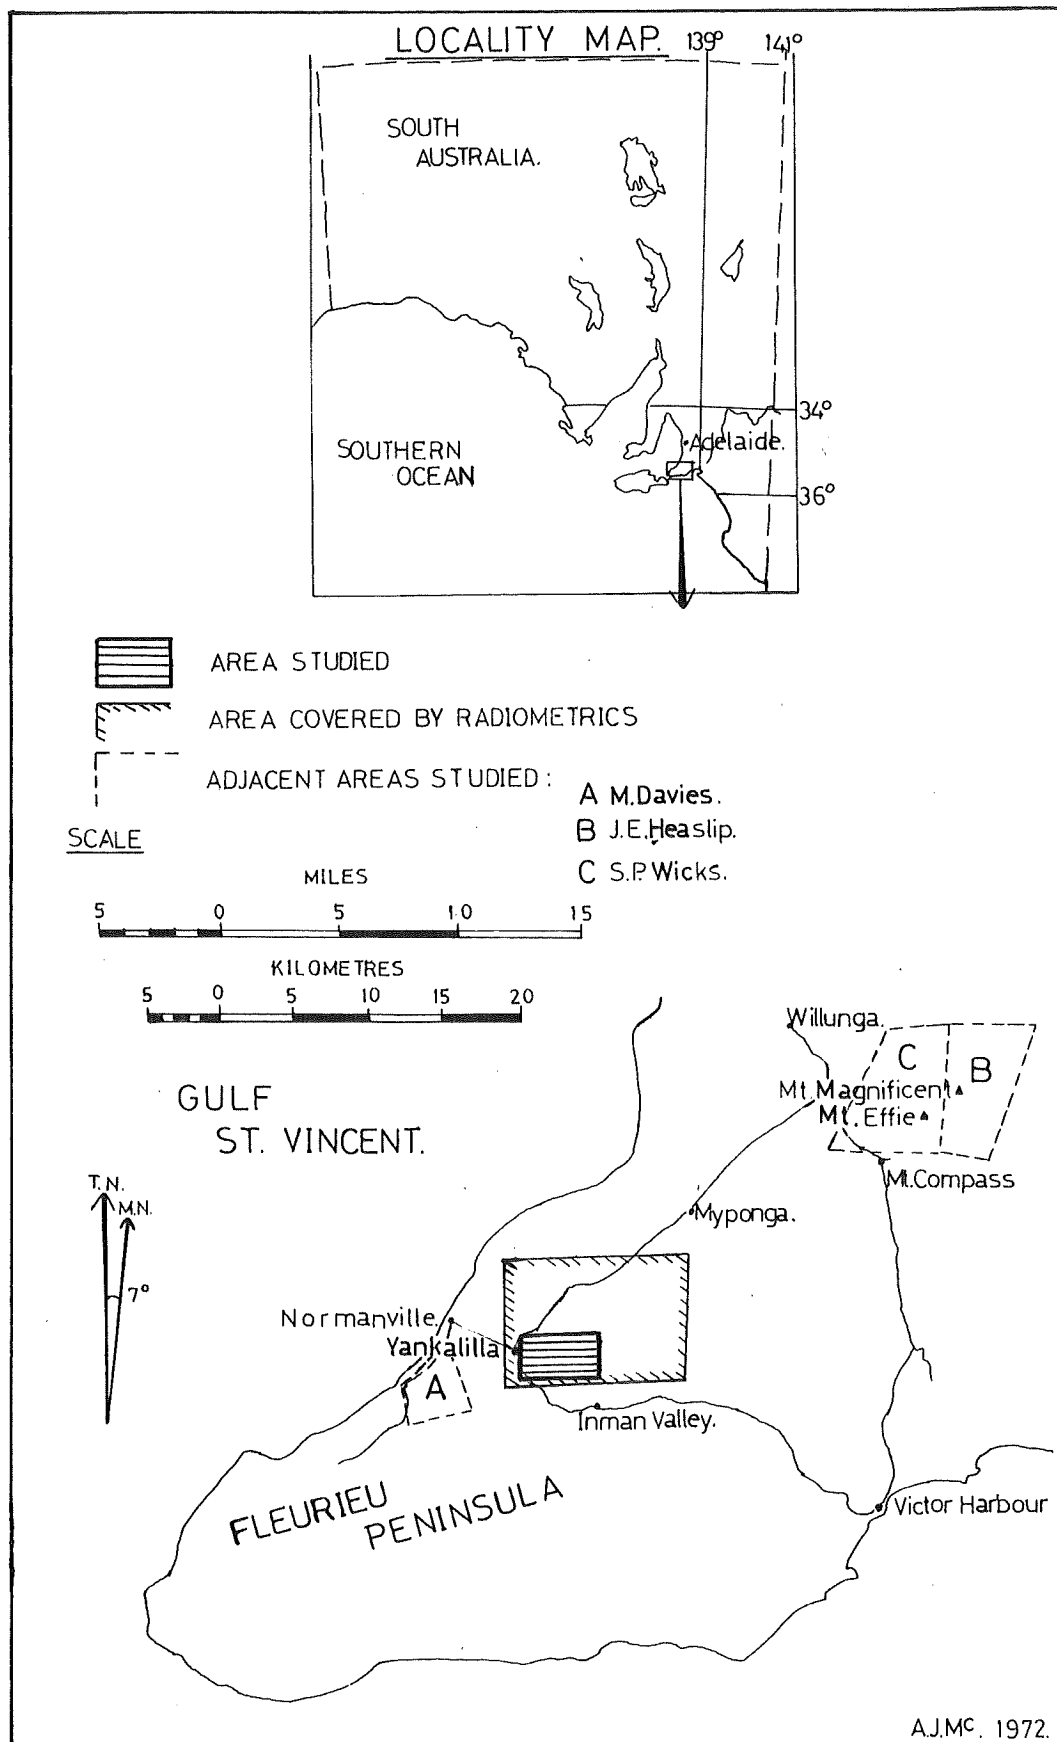 LOCALITY MAP.
139° 141°
SOUTH
AUSTRALIA.
34°
Adelaide.
SOUTHERN
OCEAN
36°
AREA STUDIED
AREA COVERED BY RADIOMETRICS
ADJACENT AREAS STUDIED:
A M.Davies.
B J.E.Heaslip.
C S.P.Wicks.
SCALE
MILES
5 0 5 10 15
KILOMETRES
5 0 5 10 15 20
Willunga.
C
B
Mt.Magnificent
Mt.Effie
GULF
ST. VINCENT.
Mt.Compass
T.N.
M.N.
7°
Myponga.
Normanville.
Yankalilla
A
Inman Valley.
FLEURIEU
PENINSULA
Victor Harbour
A.J.Mc. 1972.